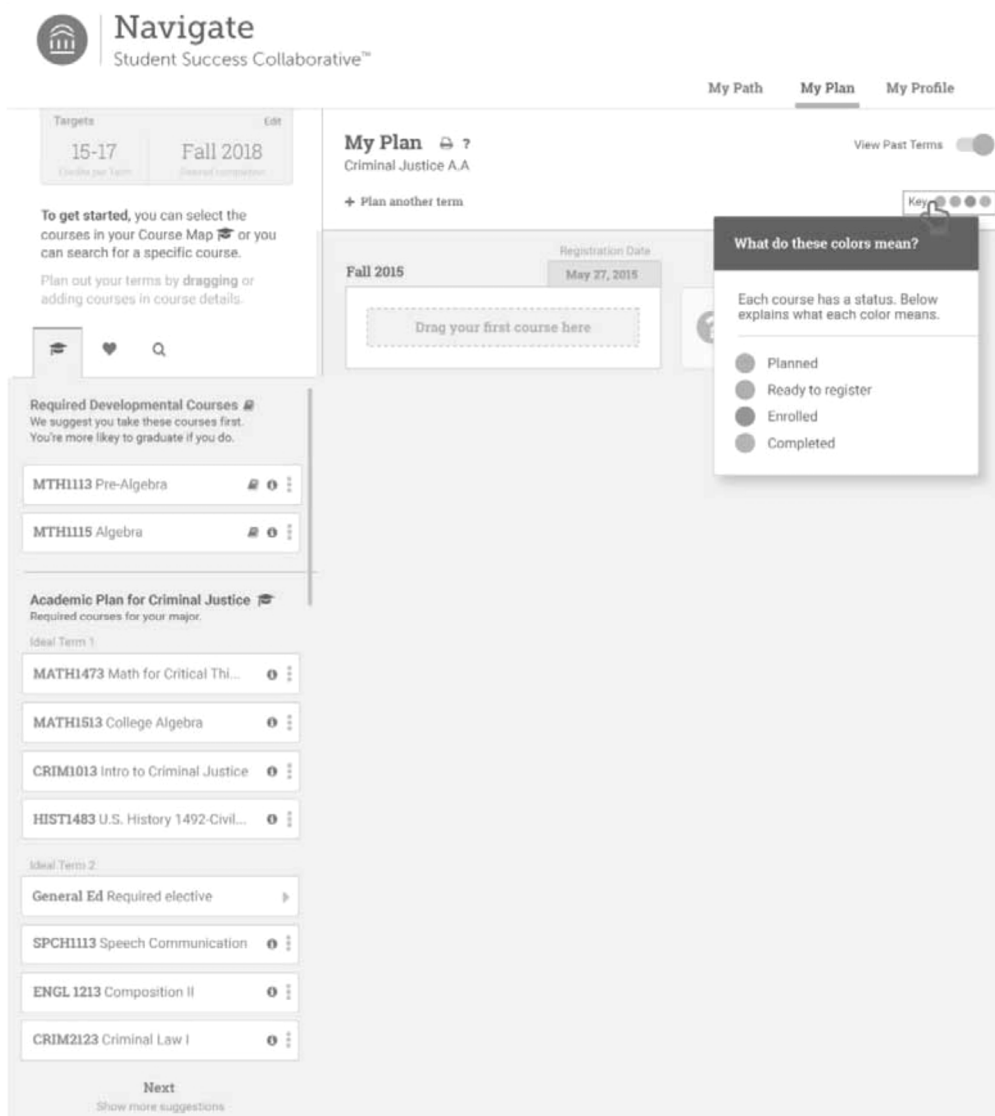 Navigate
Student Success Collaborative™
My Path My Plan My Profile
Targets Edit
15-17 Fall 2018
Credits per Term Desired completion
To get started, you can select the
courses in your Course Map or you
can search for a specific course.
Plan out your terms by dragging or
adding courses in course details.
Required Developmental Courses
We suggest you take these courses first.
You're more likey to graduate if you do.
MTH1113 Pre-Algebra
MTH1115 Algebra
Academic Plan for Criminal Justice
Required courses for your major.
Ideal Term 1
MATH1473 Math for Critical Thi...
MATH1513 College Algebra
CRIM1013 Intro to Criminal Justice
HIST1483 U.S. History 1492-Civil...
Ideal Term 2
General Ed Required elective
SPCH1113 Speech Communication
ENGL 1213 Composition II
CRIM2123 Criminal Law I
Next
Show more suggestions
My Plan ?
Criminal Justice A.A
View Past Terms
+ Plan another term
Key
Registration Date
Fall 2015 May 27, 2015
Drag your first course here
What do these colors mean?
Each course has a status. Below
explains what each color means.
Planned
Ready to register
Enrolled
Completed